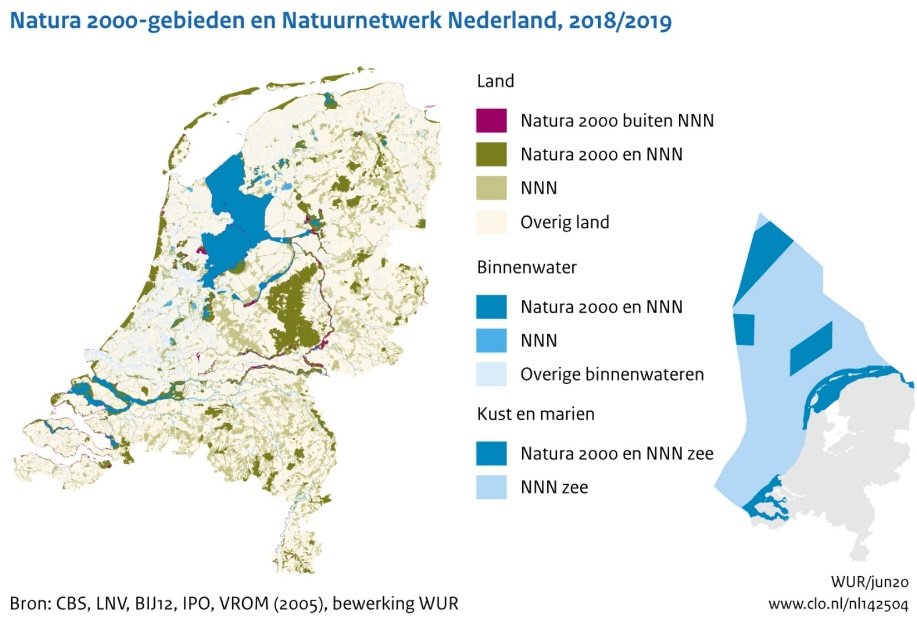 Natura 2000-gebieden en Natuurnetwerk Nederland, 2018/2019
Land
Natura 2000 buiten NNN
Natura 2000 en NNN
NNN
Overig land
Binnenwater
Natura 2000 en NNN
NNN
Overige binnenwateren
Kust en marien
Natura 2000 en NNN zee
NNN zee
WUR/jun20
Bron: CBS, LNV, BIJ12, IPO, VROM (2005), bewerking WUR
www.clo.nl/nl142504